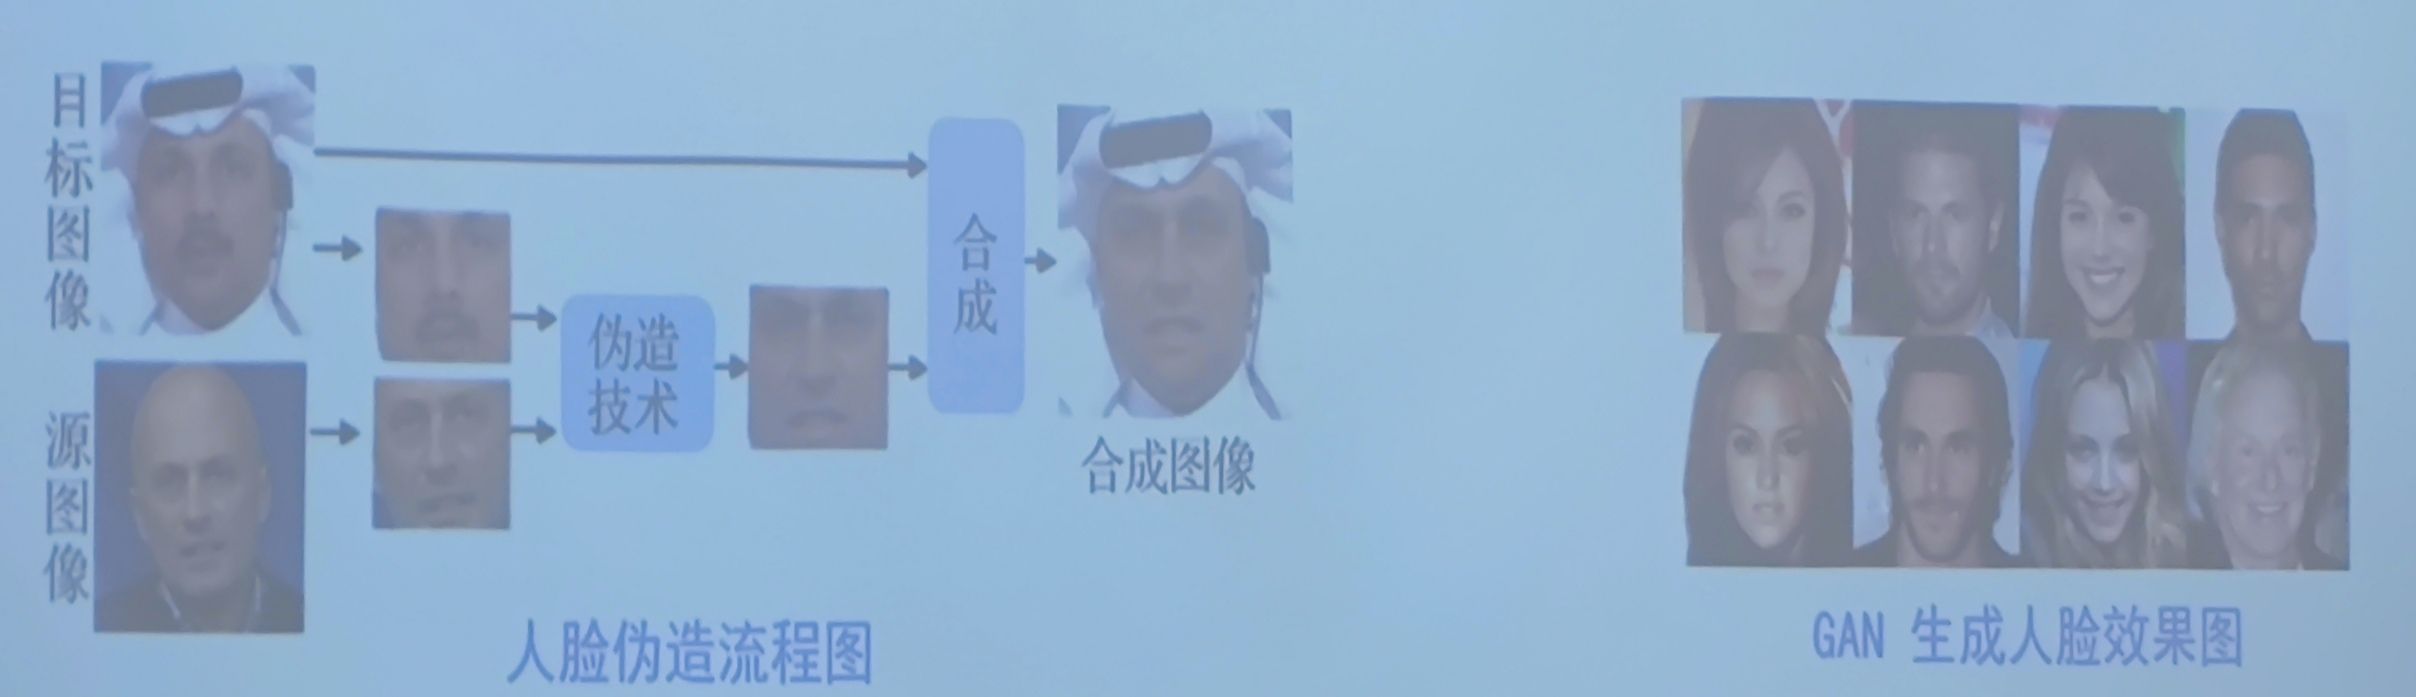 目标图像
源图像
伪造
技术
合成
合成图像
人脸伪造流程图
GAN 生成人脸效果图